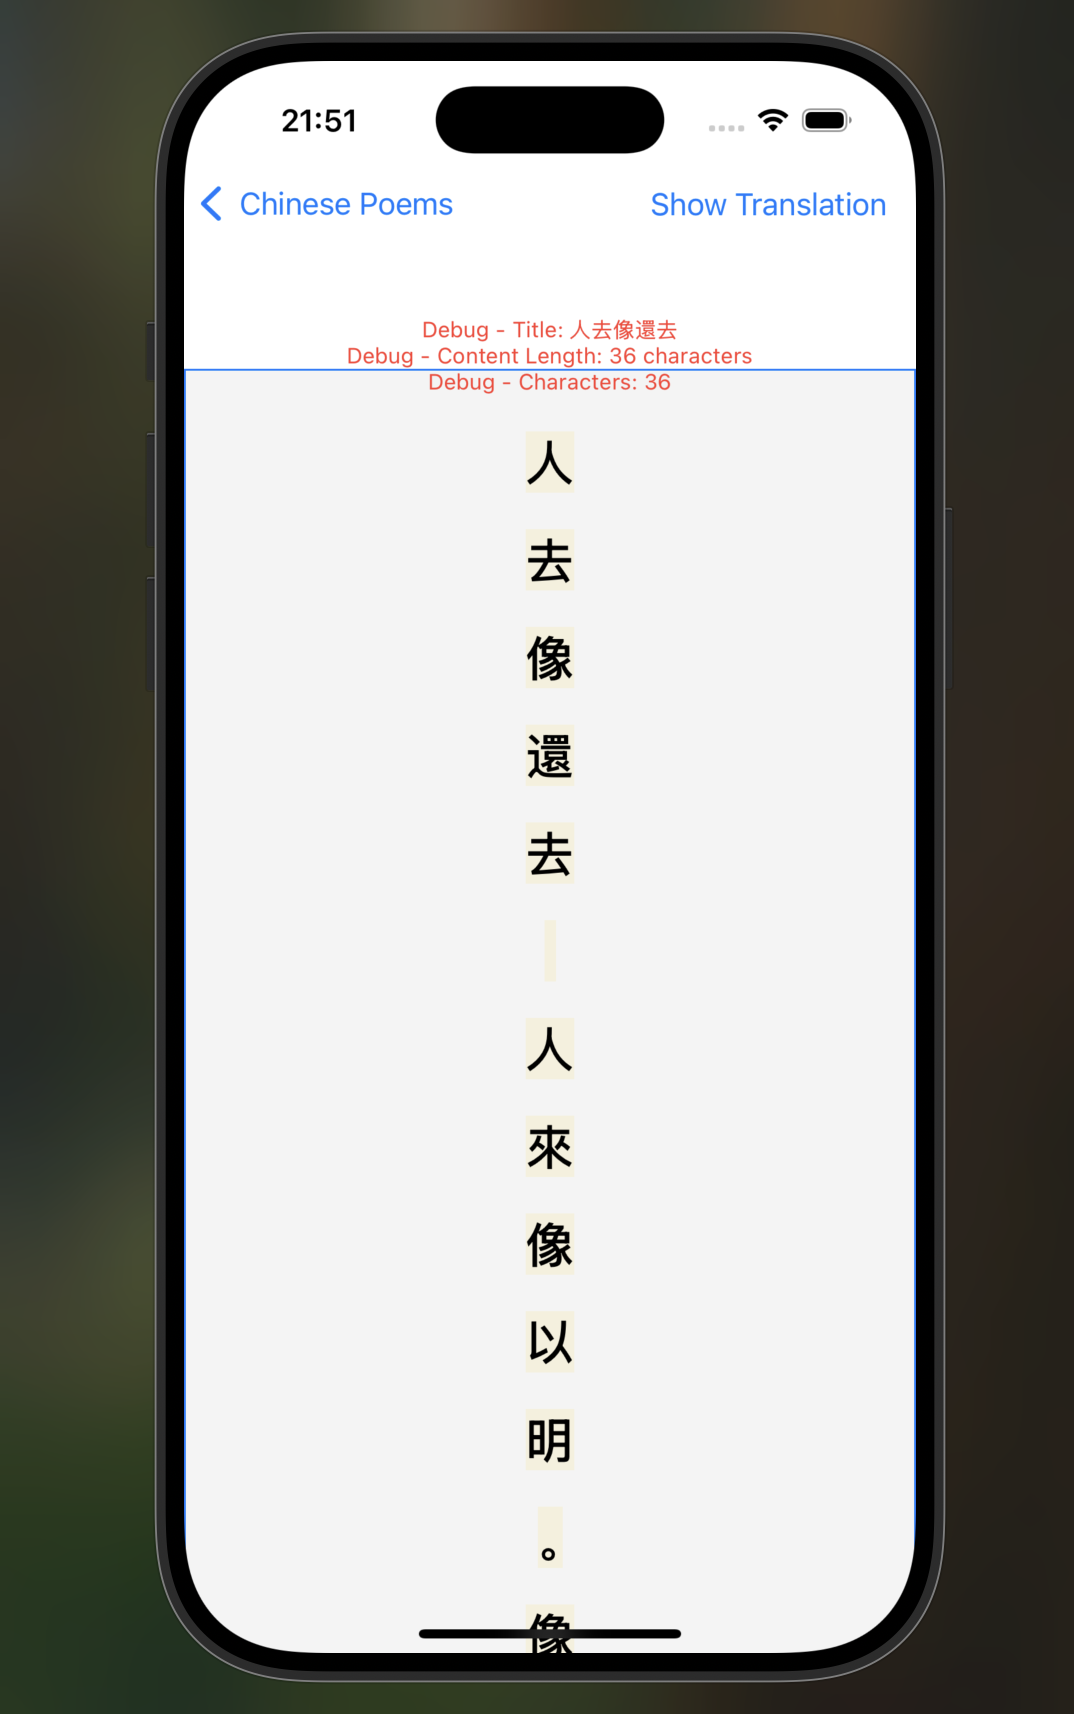 21:51
Chinese Poems
Show Translation
Debug - Title: 人去像還去
Debug - Content Length: 36 characters
Debug - Characters: 36
人
去
像
還
去
人
來
像
以
明
。
像